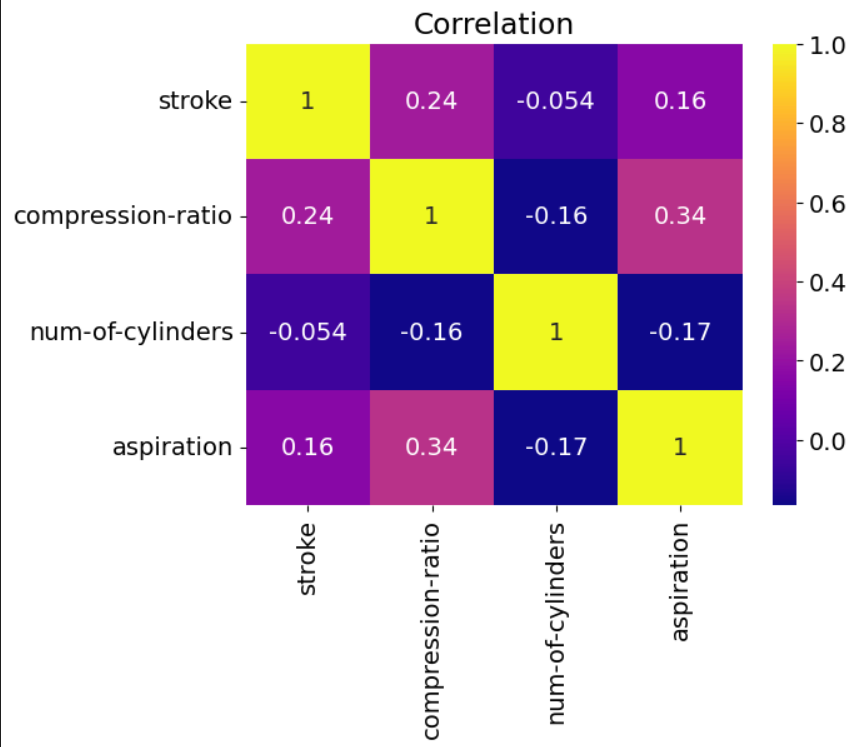 Correlation
stroke 1 0.24 -0.054 0.16
compression-ratio 0.24 1 -0.16 0.34
num-of-cylinders -0.054 -0.16 1 -0.17
aspiration 0.16 0.34 -0.17 1
stroke compression-ratio num-of-cylinders aspiration
1.0
0.8
0.6
0.4
0.2
0.0